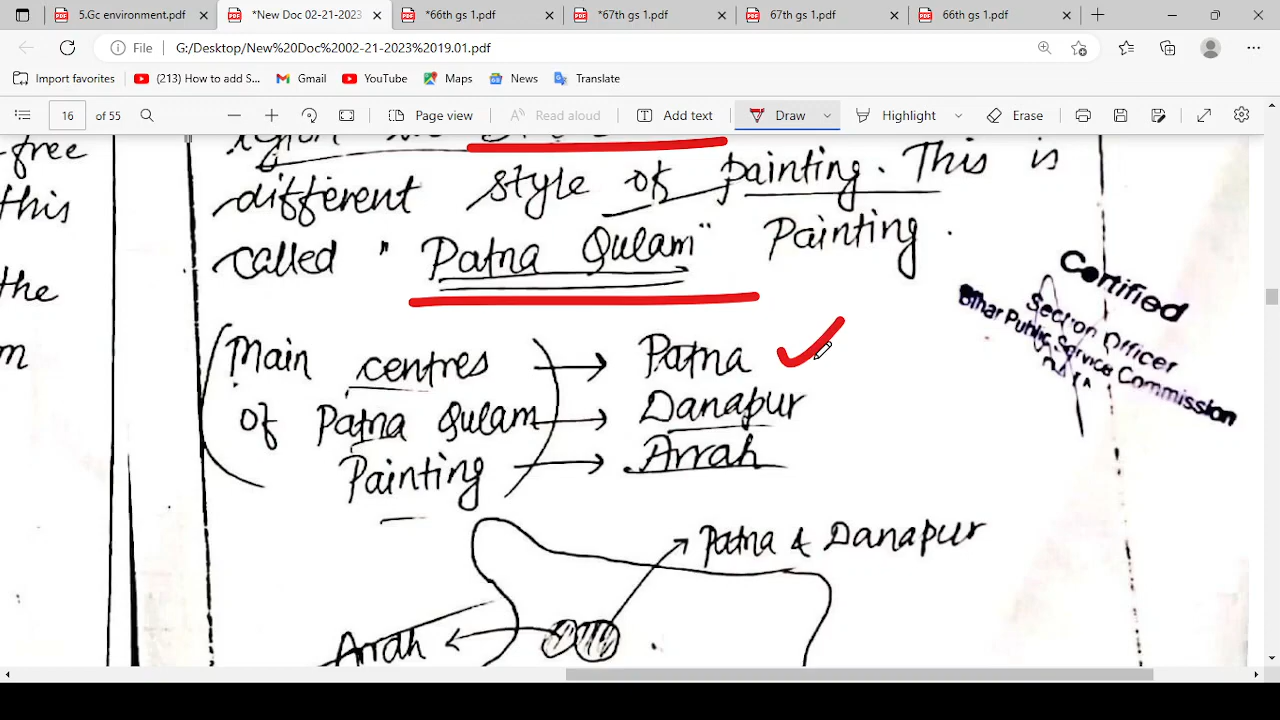 5.Gc environment.pdf
*New Doc 02-21-2023
*66th gs 1.pdf
*67th gs 1.pdf
67th gs 1.pdf
66th gs 1.pdf
File
G:/Desktop/New%20Doc%2002-21-2023%2019.01.pdf
Import favorites
(213) How to add S...
Gmail
YouTube
Maps
News
Translate
16 of 55
Page view
Read aloud
Add text
Draw
Highlight
Erase
-free
this
the
m
different style of painting. This is
called "Patna Qulam" Painting.
Main centres → Patna
of Patna Qulam → Danapur
Painting → Arrah
Certified
Section Officer
Bihar Public Service Commission
Patna & Danapur
Arrah